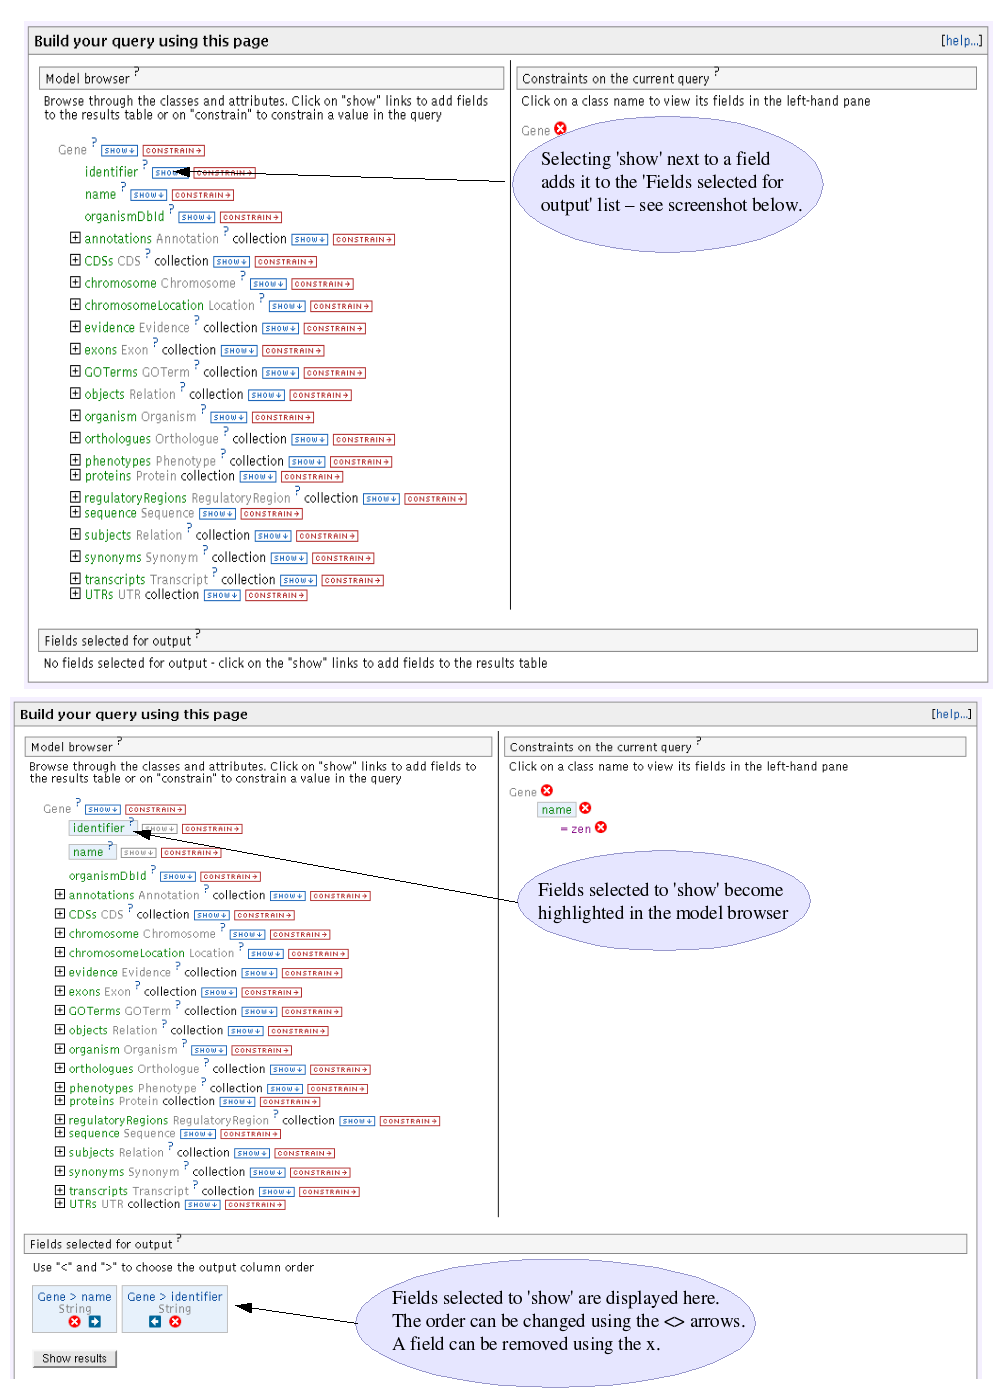 Build your query using this page [help...]
Model browser ?
Browse through the classes and attributes. Click on "show" links to add fields
to the results table or on "constrain" to constrain a value in the query
Gene ? SHOW↓ CONSTRAIN→
identifier ? SHOW↓ CONSTRAIN→
name ? SHOW↓ CONSTRAIN→
organismDbId ? SHOW↓ CONSTRAIN→
annotations Annotation ? collection SHOW↓ CONSTRAIN→
CDSs CDS ? collection SHOW↓ CONSTRAIN→
chromosome Chromosome ? SHOW↓ CONSTRAIN→
chromosomeLocation Location ? SHOW↓ CONSTRAIN→
evidence Evidence ? collection SHOW↓ CONSTRAIN→
exons Exon ? collection SHOW↓ CONSTRAIN→
GOTerms GOTerm ? collection SHOW↓ CONSTRAIN→
objects Relation ? collection SHOW↓ CONSTRAIN→
organism Organism ? SHOW↓ CONSTRAIN→
orthologues Orthologue ? collection SHOW↓ CONSTRAIN→
phenotypes Phenotype ? collection SHOW↓ CONSTRAIN→
proteins Protein collection SHOW↓ CONSTRAIN→
regulatoryRegions RegulatoryRegion ? collection SHOW↓ CONSTRAIN→
sequence Sequence SHOW↓ CONSTRAIN→
subjects Relation ? collection SHOW↓ CONSTRAIN→
synonyms Synonym ? collection SHOW↓ CONSTRAIN→
transcripts Transcript ? collection SHOW↓ CONSTRAIN→
UTRs UTR collection SHOW↓ CONSTRAIN→
Constraints on the current query ?
Click on a class name to view its fields in the left-hand pane
Gene
Selecting 'show' next to a field
adds it to the 'Fields selected for
output' list – see screenshot below.
Fields selected for output ?
No fields selected for output - click on the "show" links to add fields to the results table
Build your query using this page [help...]
Model browser ?
Browse through the classes and attributes. Click on "show" links to add fields to
the results table or on "constrain" to constrain a value in the query
Gene ? SHOW↓ CONSTRAIN→
identifier ? SHOW↓ CONSTRAIN→
name ? SHOW↓ CONSTRAIN→
organismDbId ? SHOW↓ CONSTRAIN→
annotations Annotation ? collection SHOW↓ CONSTRAIN→
CDSs CDS ? collection SHOW↓ CONSTRAIN→
chromosome Chromosome ? SHOW↓ CONSTRAIN→
chromosomeLocation Location ? SHOW↓ CONSTRAIN→
evidence Evidence ? collection SHOW↓ CONSTRAIN→
exons Exon ? collection SHOW↓ CONSTRAIN→
GOTerms GOTerm ? collection SHOW↓ CONSTRAIN→
objects Relation ? collection SHOW↓ CONSTRAIN→
organism Organism ? SHOW↓ CONSTRAIN→
orthologues Orthologue ? collection SHOW↓ CONSTRAIN→
phenotypes Phenotype ? collection SHOW↓ CONSTRAIN→
proteins Protein collection SHOW↓ CONSTRAIN→
regulatoryRegions RegulatoryRegion ? collection SHOW↓ CONSTRAIN→
sequence Sequence SHOW↓ CONSTRAIN→
subjects Relation ? collection SHOW↓ CONSTRAIN→
synonyms Synonym ? collection SHOW↓ CONSTRAIN→
transcripts Transcript ? collection SHOW↓ CONSTRAIN→
UTRs UTR collection SHOW↓ CONSTRAIN→
Constraints on the current query ?
Click on a class name to view its fields in the left-hand pane
Gene
name
= zen
Fields selected to 'show' become
highlighted in the model browser
Fields selected for output ?
Use "<" and ">" to choose the output column order
Gene > name Gene > identifier
String String
Show results
Fields selected to 'show' are displayed here.
The order can be changed using the <> arrows.
A field can be removed using the x.